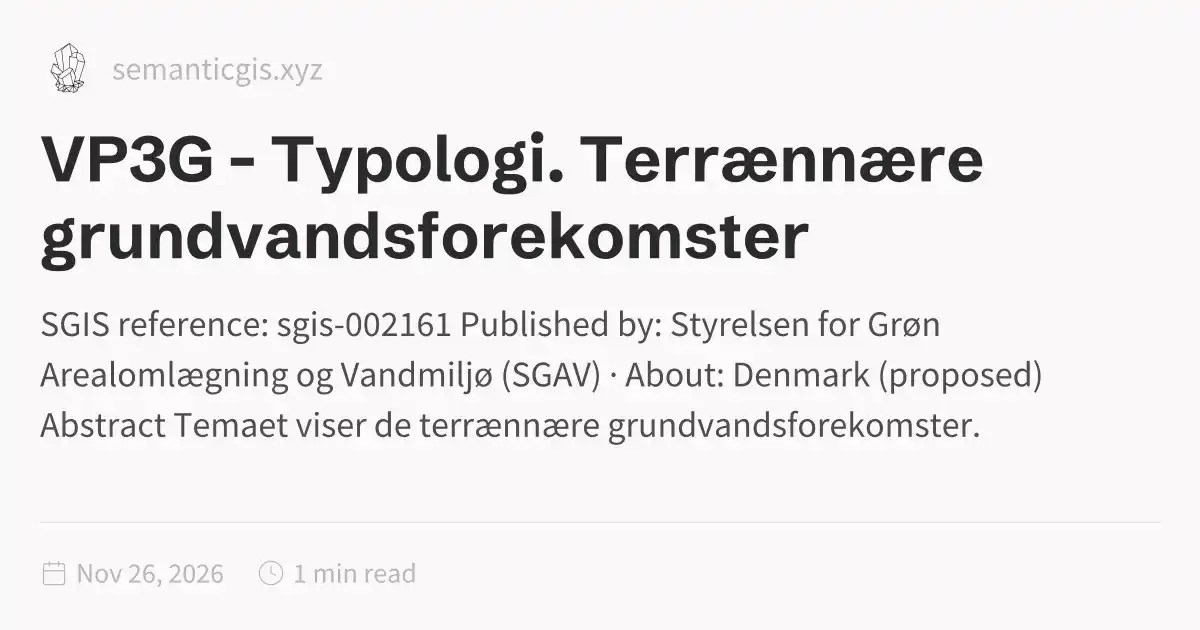 semanticgis.xyz
VP3G - Typologi. Terrænnære
grundvandsforekomster
SGIS reference: sgis-002161 Published by: Styrelsen for Grøn
Arealomlægning og Vandmiljø (SGAV) · About: Denmark (proposed)
Abstract Temaet viser de terrænnære grundvandsforekomster.
Nov 26, 2026 1 min read